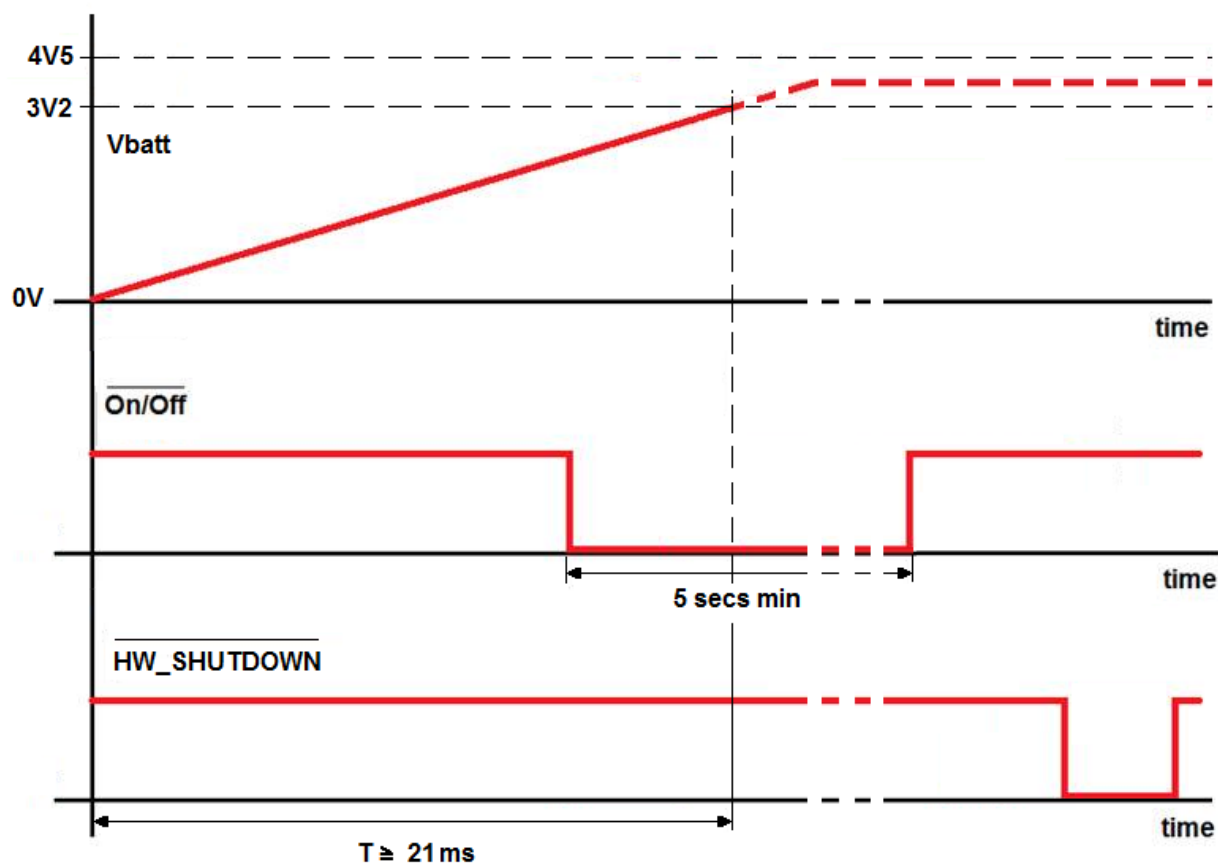 4V5
3V2
Vbatt
0V
time
On/Off
time
5 secs min
HW_SHUTDOWN
time
T ≧ 21 ms